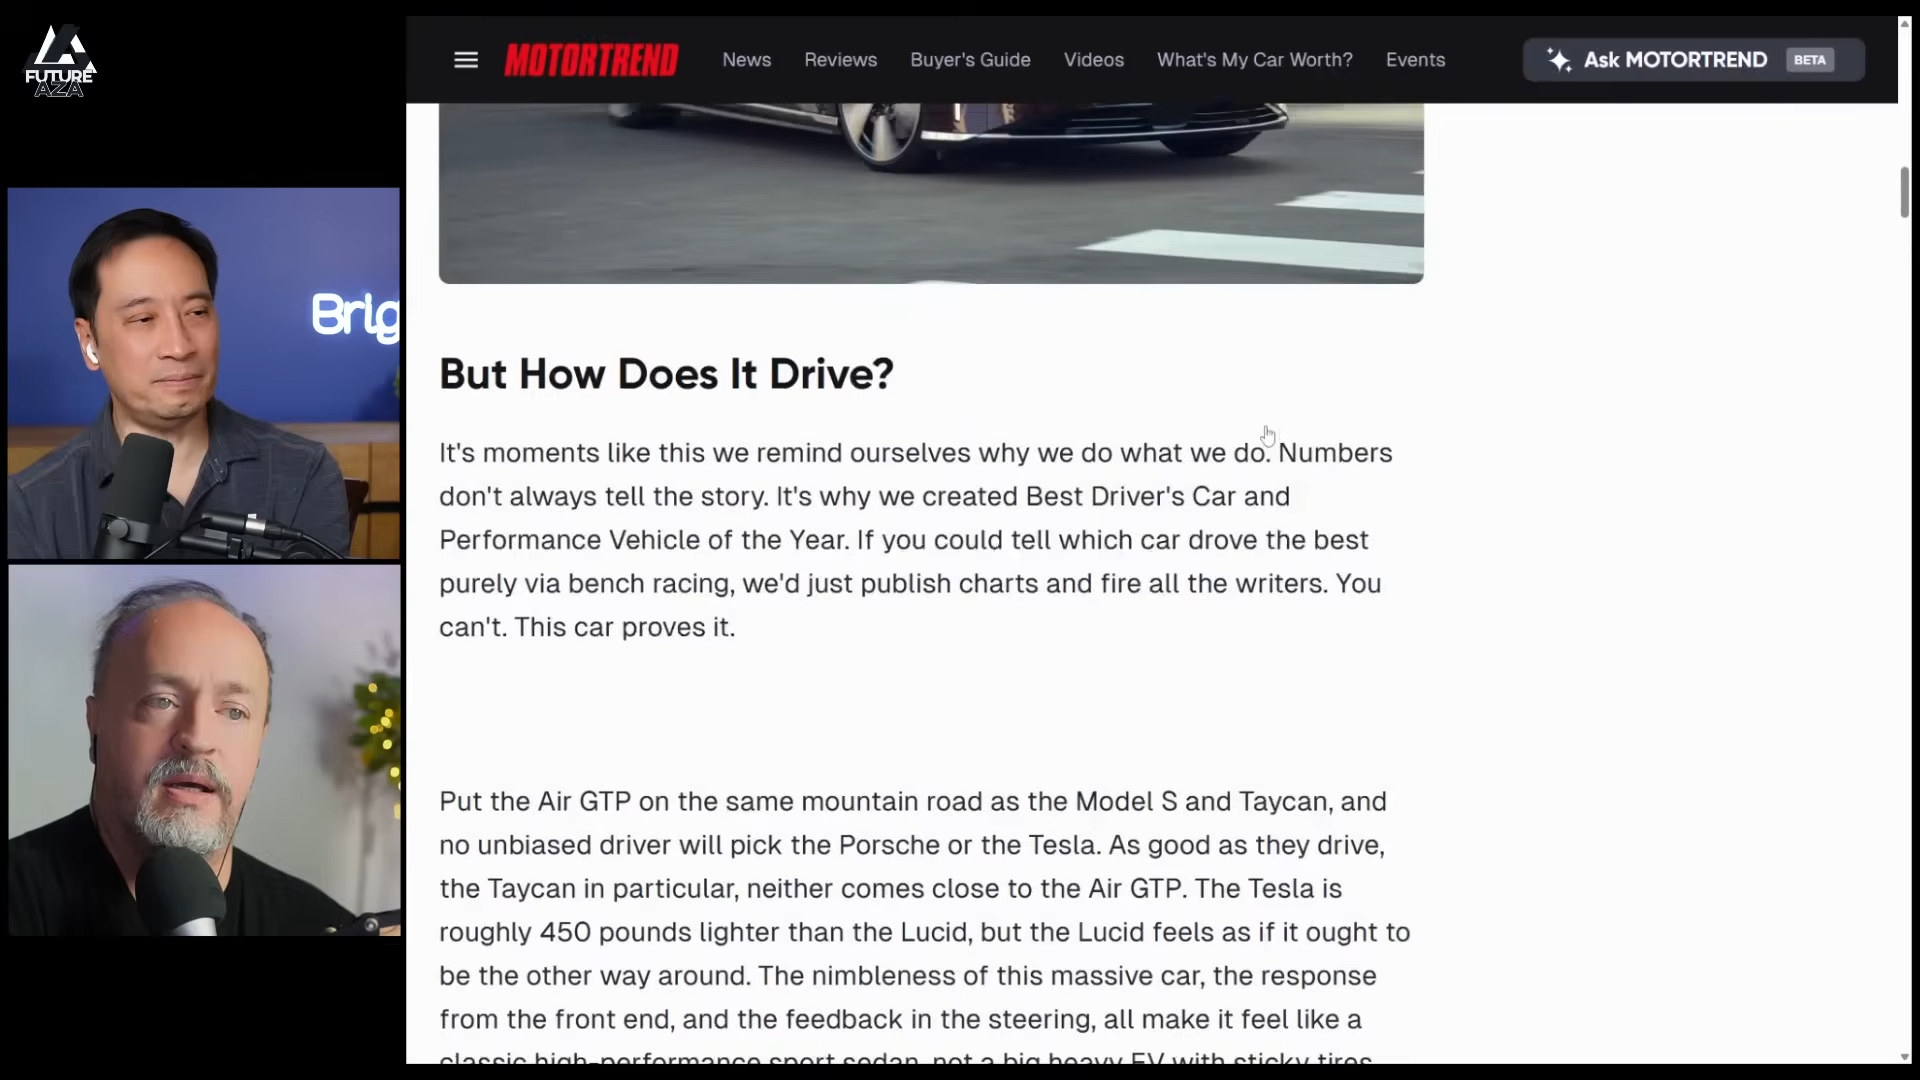 FUTURE
AZA
MOTORTREND
News
Reviews
Buyer's Guide
Videos
What's My Car Worth?
Events
Ask MOTORTREND BETA
Brig
But How Does It Drive?
It's moments like this we remind ourselves why we do what we do. Numbers
don't always tell the story. It's why we created Best Driver's Car and
Performance Vehicle of the Year. If you could tell which car drove the best
purely via bench racing, we'd just publish charts and fire all the writers. You
can't. This car proves it.
Put the Air GTP on the same mountain road as the Model S and Taycan, and
no unbiased driver will pick the Porsche or the Tesla. As good as they drive,
the Taycan in particular, neither comes close to the Air GTP. The Tesla is
roughly 450 pounds lighter than the Lucid, but the Lucid feels as if it ought to
be the other way around. The nimbleness of this massive car, the response
from the front end, and the feedback in the steering, all make it feel like a
classic high-performance sport sedan, not a big heavy EV with sticky tires.